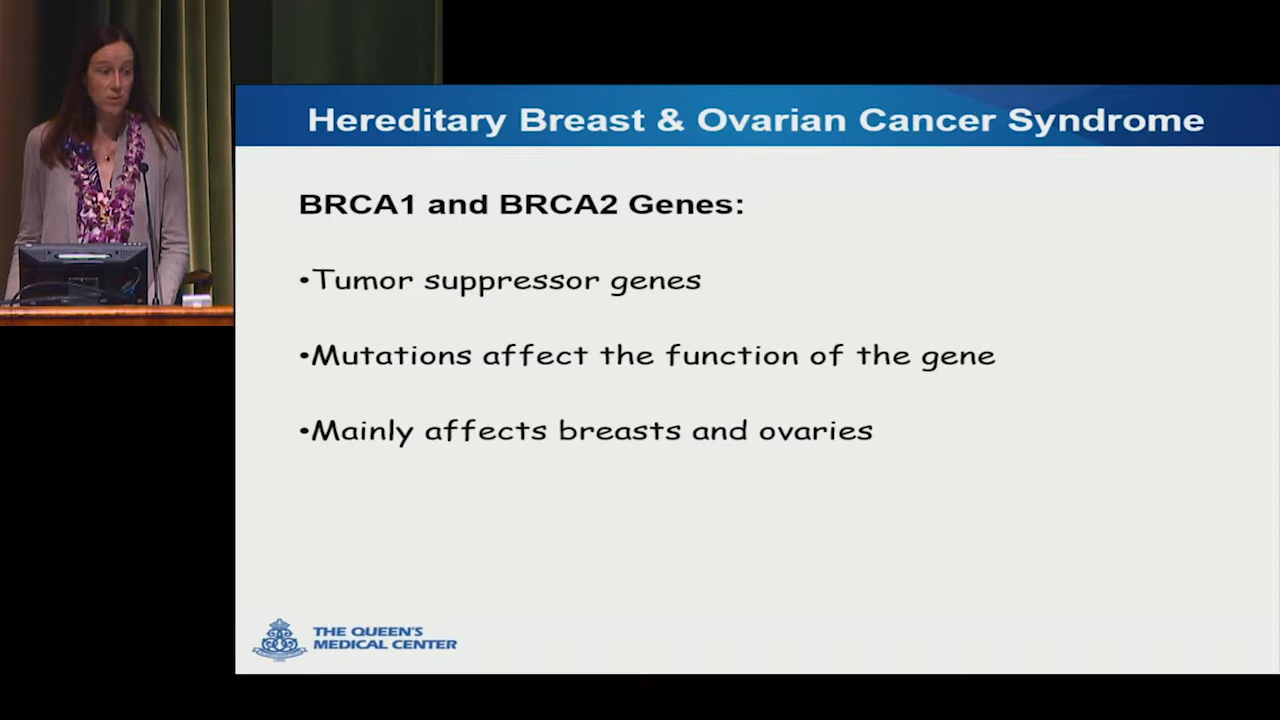 Hereditary Breast & Ovarian Cancer Syndrome
BRCA1 and BRCA2 Genes:
•Tumor suppressor genes
•Mutations affect the function of the gene
•Mainly affects breasts and ovaries
THE QUEEN'S
MEDICAL CENTER